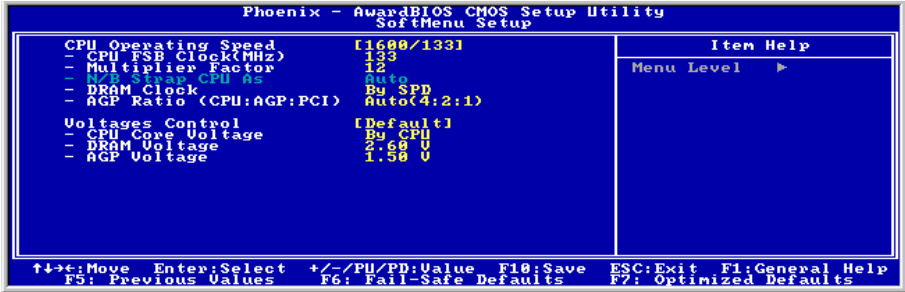 Phoenix - AwardBIOS CMOS Setup Utility
SoftMenu Setup
CPU Operating Speed [1600/133]
- CPU FSB Clock(MHz) 133
- Multiplier Factor 12
- N/B Strap CPU As Auto
- DRAM Clock By SPD
- AGP Ratio (CPU:AGP:PCI) Auto(4:2:1)
Voltages Control [Default]
- CPU Core Voltage By CPU
- DRAM Voltage 2.60 V
- AGP Voltage 1.50 V
Item Help
Menu Level ►
↑↓→←:Move Enter:Select +/-/PU/PD:Value F10:Save ESC:Exit F1:General Help
F5: Previous Values F6: Fail-Safe Defaults F7: Optimized Defaults